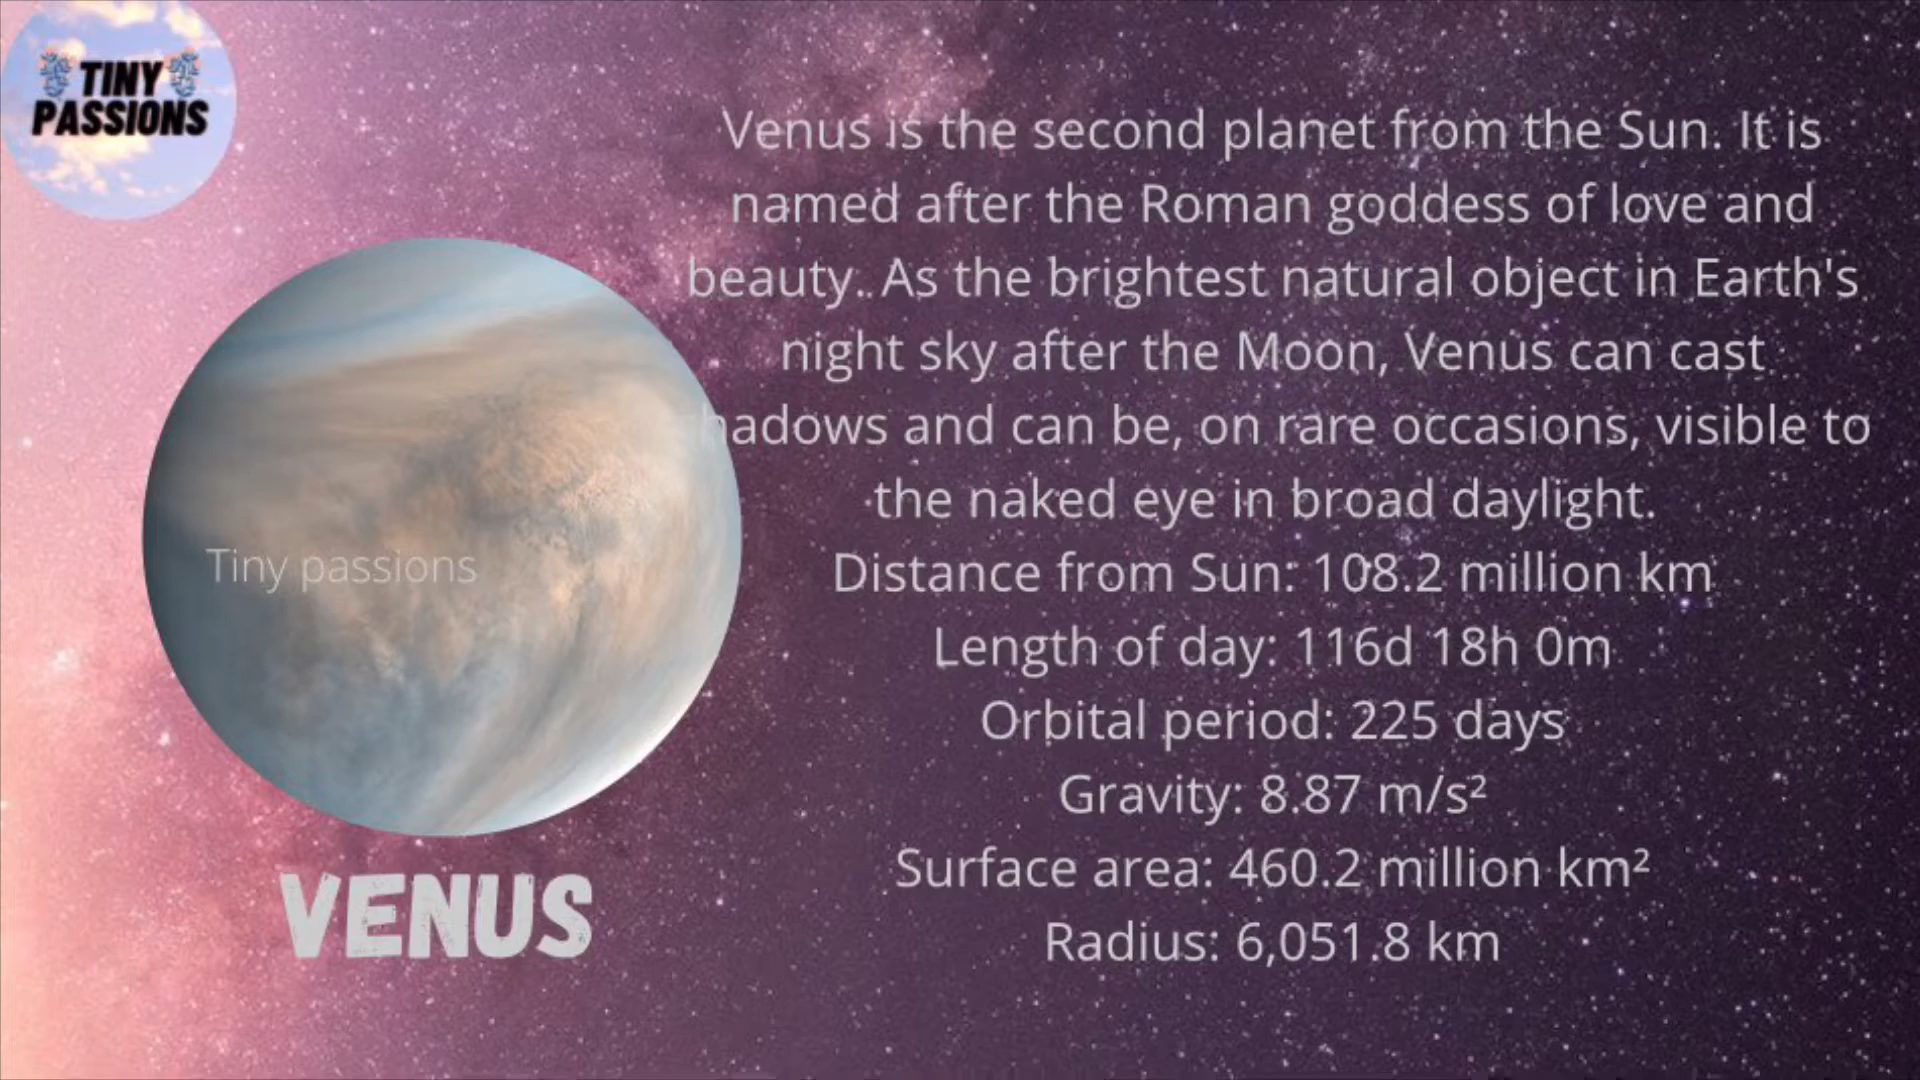 TINY
PASSIONS
Venus is the second planet from the Sun. It is
named after the Roman goddess of love and
beauty. As the brightest natural object in Earth's
night sky after the Moon, Venus can cast
hadows and can be, on rare occasions, visible to
the naked eye in broad daylight.
Distance from Sun: 108.2 million km
Length of day: 116d 18h 0m
Orbital period: 225 days
Gravity: 8.87 m/s²
Surface area: 460.2 million km²
Radius: 6,051.8 km
Tiny passions
VENUS